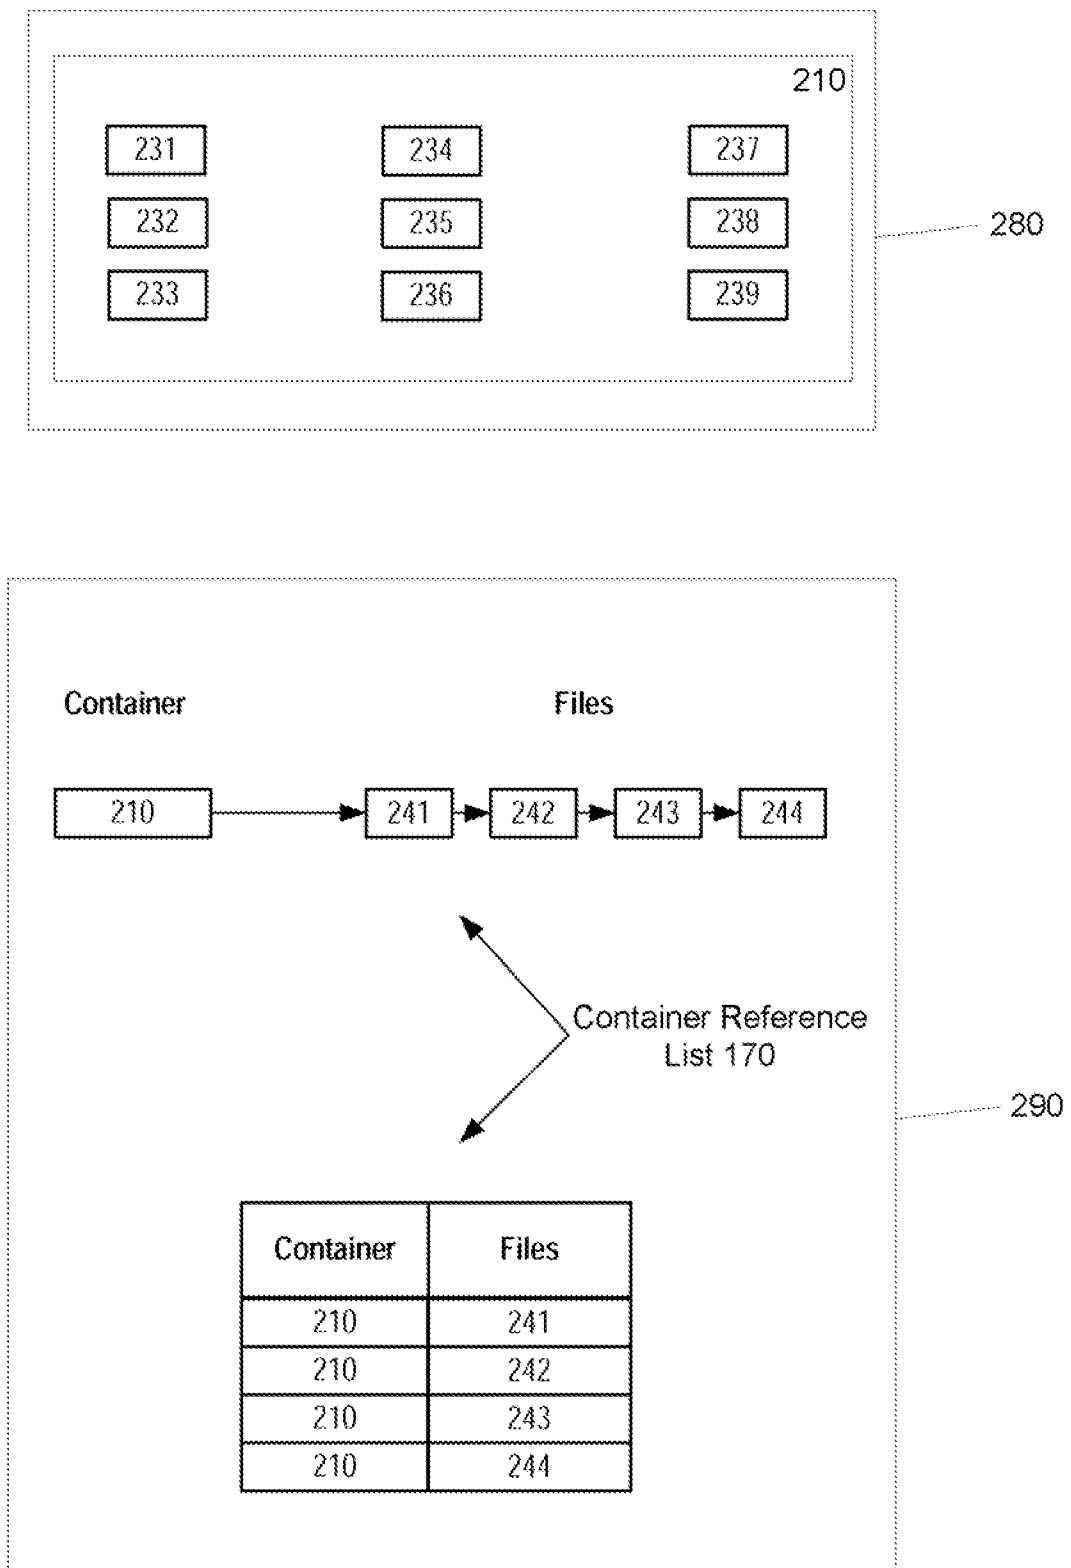 210
231 234 237
232 235 238
233 236 239
280
Container Files
210 241 242 243 244
Container Reference
List 170
290
Container Files
210 241
210 242
210 243
210 244